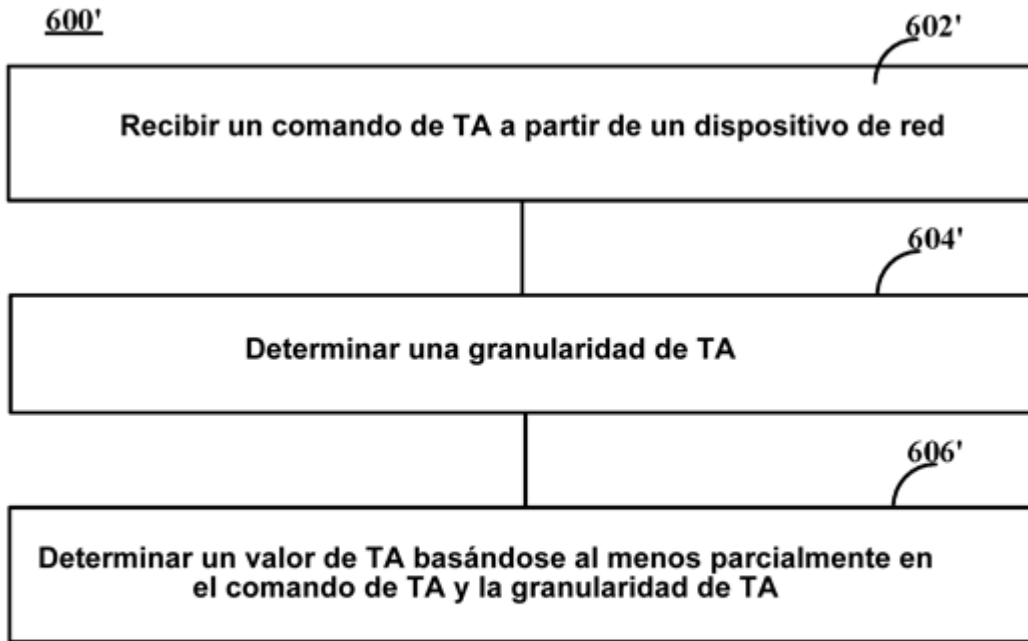 600'
602'
Recibir un comando de TA a partir de un dispositivo de red
604'
Determinar una granularidad de TA
606'
Determinar un valor de TA basándose al menos parcialmente en
el comando de TA y la granularidad de TA